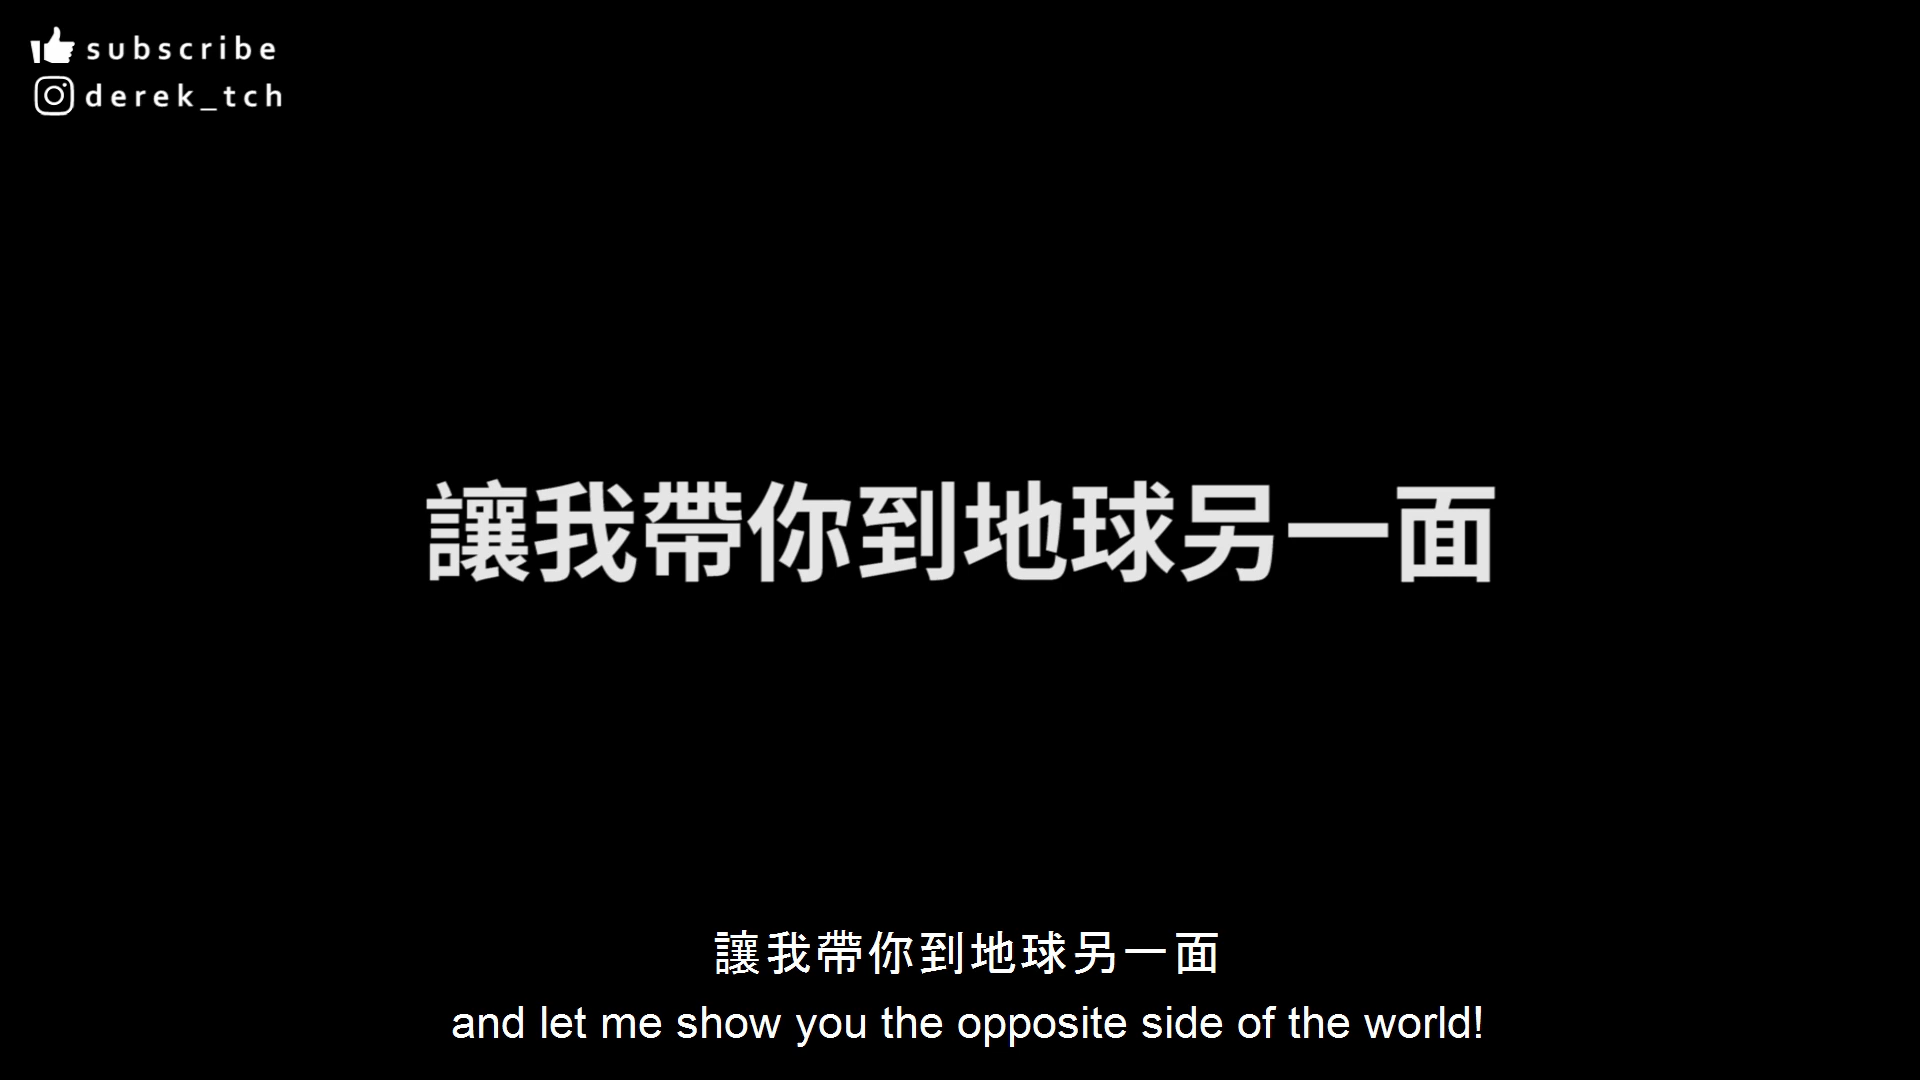 subscribe
derek_tch
讓我帶你到地球另一面
讓我帶你到地球另一面
and let me show you the opposite side of the world!